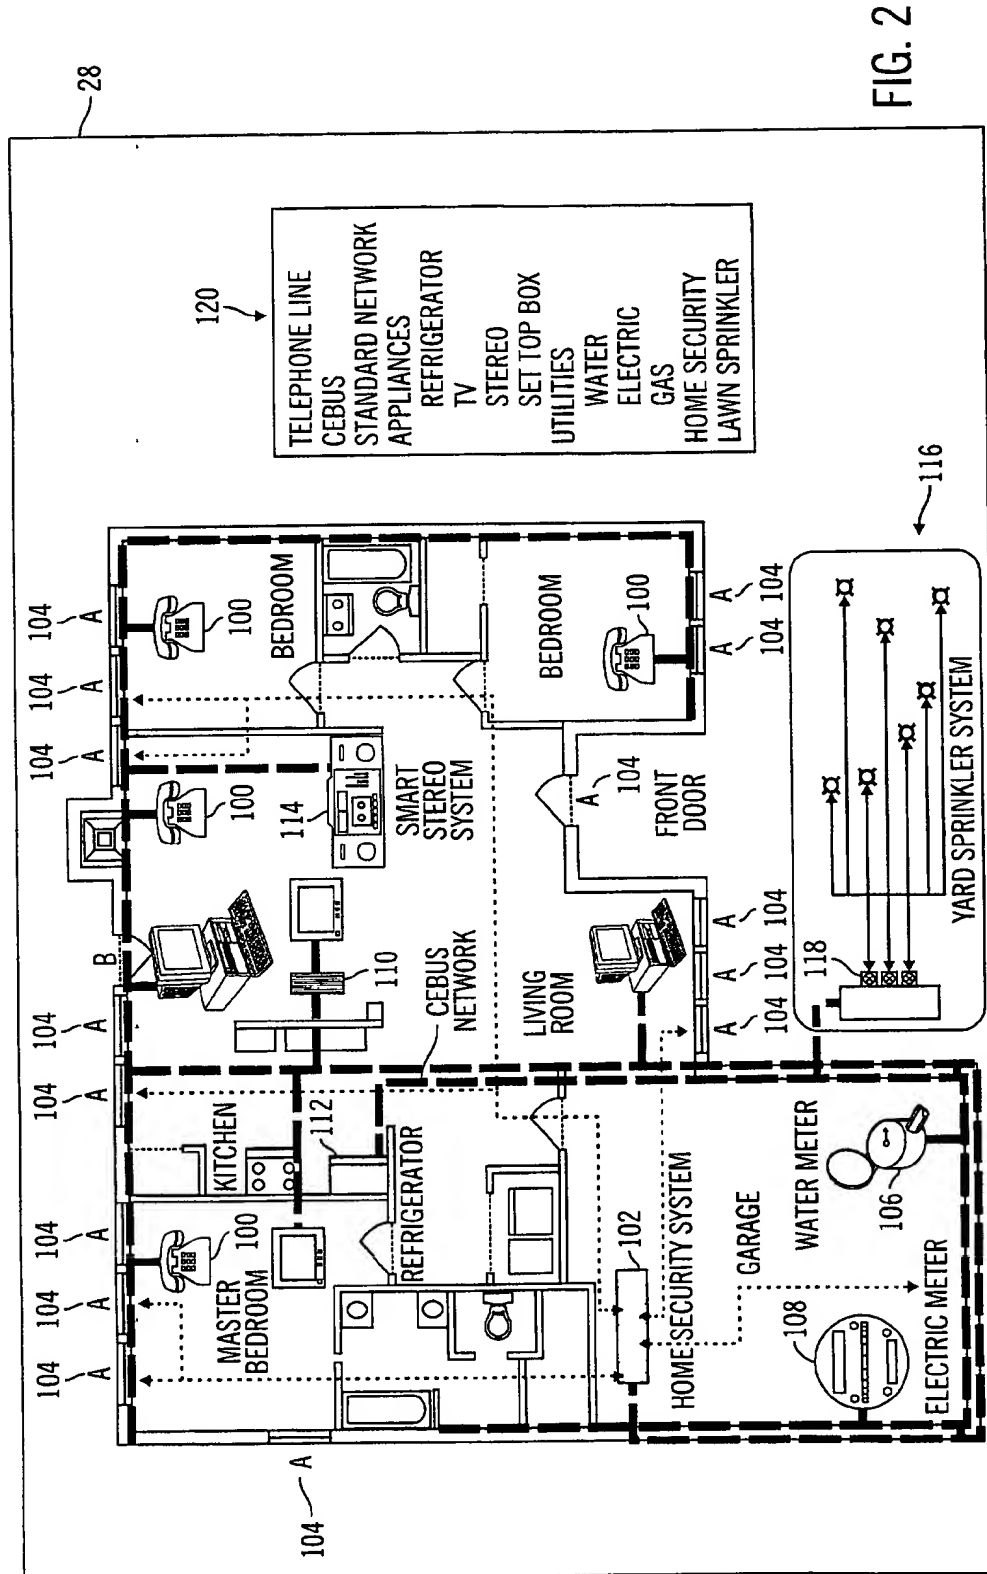 FIG. 2
28
120
TELEPHONE LINE
CEBUS
STANDARD NETWORK
APPLIANCES
REFRIGERATOR
TV
STEREO
SET TOP BOX
UTILITIES
WATER
ELECTRIC
GAS
HOME SECURITY
LAWN SPRINKLER
104 104 104 104 104 104 104 104
A A A B A A A A A
104
A
MASTER
BEDROOM
100
KITCHEN
112
REFRIGERATOR
110
CEBUS
NETWORK
100
114
SMART
STEREO
SYSTEM
100
BEDROOM
LIVING
ROOM
A
104
FRONT
DOOR
BEDROOM
100
A A A A A
104 104 104 104 104
102
HOME SECURITY SYSTEM
GARAGE
108
ELECTRIC METER
WATER METER
106
118
YARD SPRINKLER SYSTEM
116